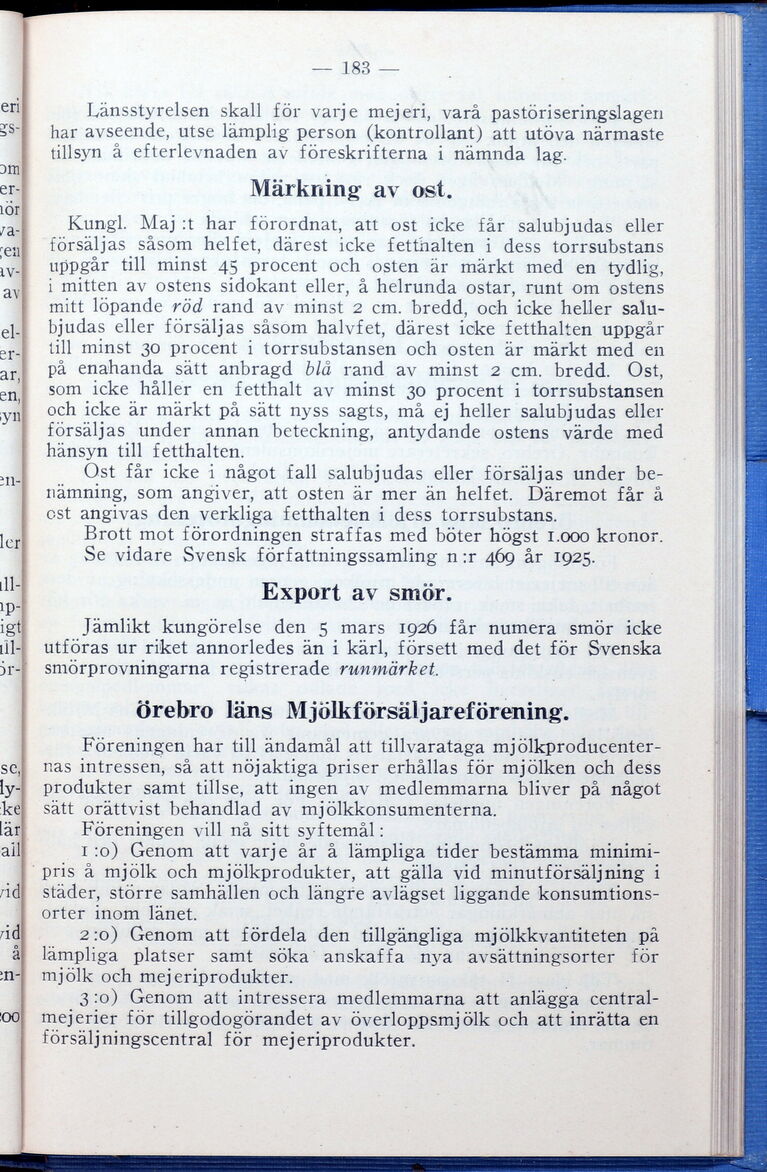 — 183 —
Länsstyrelsen skall för varje mejeri, varå pastöriseringslagen
har avseende, utse lämplig person (kontrollant) att utöva närmaste
tillsyn å efterlevnaden av föreskrifterna i nämnda lag.
Märkning av ost.
Kungl. Maj:t har förordnat, att ost icke får salubjudas eller
försäljas såsom helfet, därest icke fetthalten i dess torrsubstans
uppgår till minst 45 procent och osten är märkt med en tydlig,
i mitten av ostens sidokant eller, å helrunda ostar, runt om ostens
mitt löpande röd rand av minst 2 cm. bredd, och icke heller salu-
bjudas eller försäljas såsom halvfet, därest icke fetthalten uppgår
till minst 30 procent i torrsubstansen och osten är märkt med en
på enahanda sätt anbragd blå rand av minst 2 cm. bredd. Ost,
som icke håller en fetthalt av minst 30 procent i torrsubstansen
och icke är märkt på sätt nyss sagts, må ej heller salubjudas eller
försäljas under annan beteckning, antydande ostens värde med
hänsyn till fetthalten.
Ost får icke i något fall salubjudas eller försäljas under be-
nämning, som angiver, att osten är mer än helfet. Däremot får å
ost angivas den verkliga fetthalten i dess torrsubstans.
Brott mot förordningen straffas med böter högst 1.000 kronor.
Se vidare Svensk författningssamling n:r 469 år 1925.
Export av smör.
Jämlikt kungörelse den 5 mars 1926 får numera smör icke
utföras ur riket annorledes än i kärl, försett med det för Svenska
smörprovningarna registrerade runmärket.
örebro läns Mjölkförsäljareförening.
Föreningen har till ändamål att tillvarataga mjölkproducenter-
nas intressen, så att nöjaktiga priser erhållas för mjölken och dess
produkter samt tillse, att ingen av medlemmarna bliver på något
sätt orättvist behandlad av mjölkkonsumenterna.
Föreningen vill nå sitt syftemål:
1:o) Genom att varje år å lämpliga tider bestämma minimi-
pris å mjölk och mjölkprodukter, att gälla vid minutförsäljning i
städer, större samhällen och längre avlägset liggande konsumtions-
orter inom länet.
2:o) Genom att fördela den tillgängliga mjölkkvantiteten på
lämpliga platser samt söka anskaffa nya avsättningsorter för
mjölk och mejeriprodukter.
3:o) Genom att intressera medlemmarna att anlägga central-
mejerier för tillgodogörandet av överloppsmjölk och att inrätta en
försäljningscentral för mejeriprodukter.